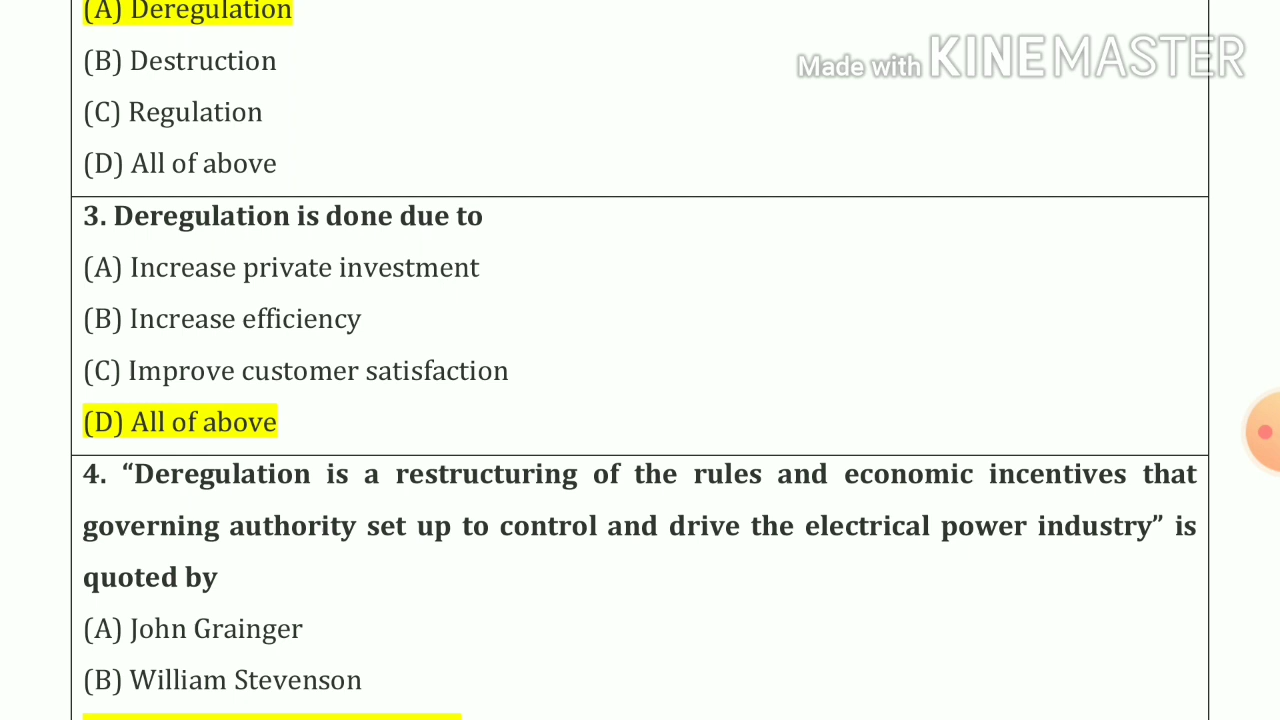 (A) Deregulation
(B) Destruction
Made with KINEMASTER
(C) Regulation
(D) All of above
3. Deregulation is done due to
(A) Increase private investment
(B) Increase efficiency
(C) Improve customer satisfaction
(D) All of above
4. “Deregulation is a restructuring of the rules and economic incentives that
governing authority set up to control and drive the electrical power industry” is
quoted by
(A) John Grainger
(B) William Stevenson